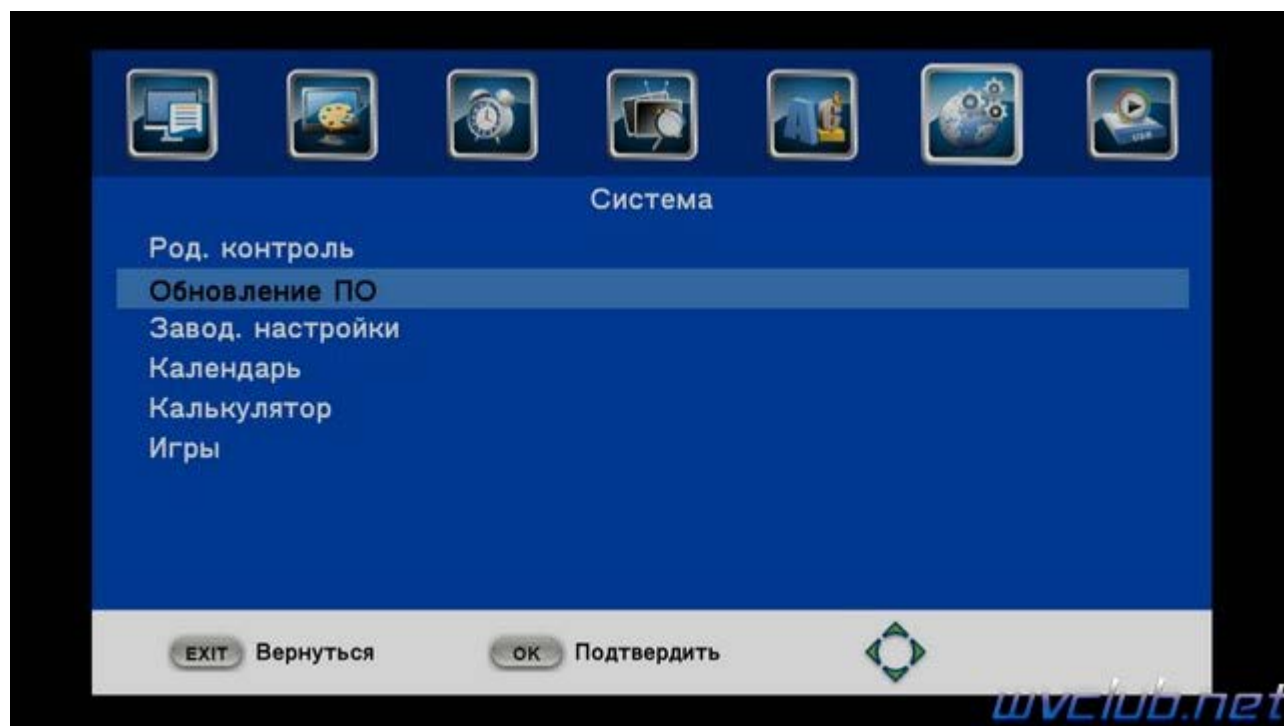 Система
Род. контроль
Обновление ПО
Завод. настройки
Календарь
Калькулятор
Игры
EXIT Вернуться OK Подтвердить
wvclub.net